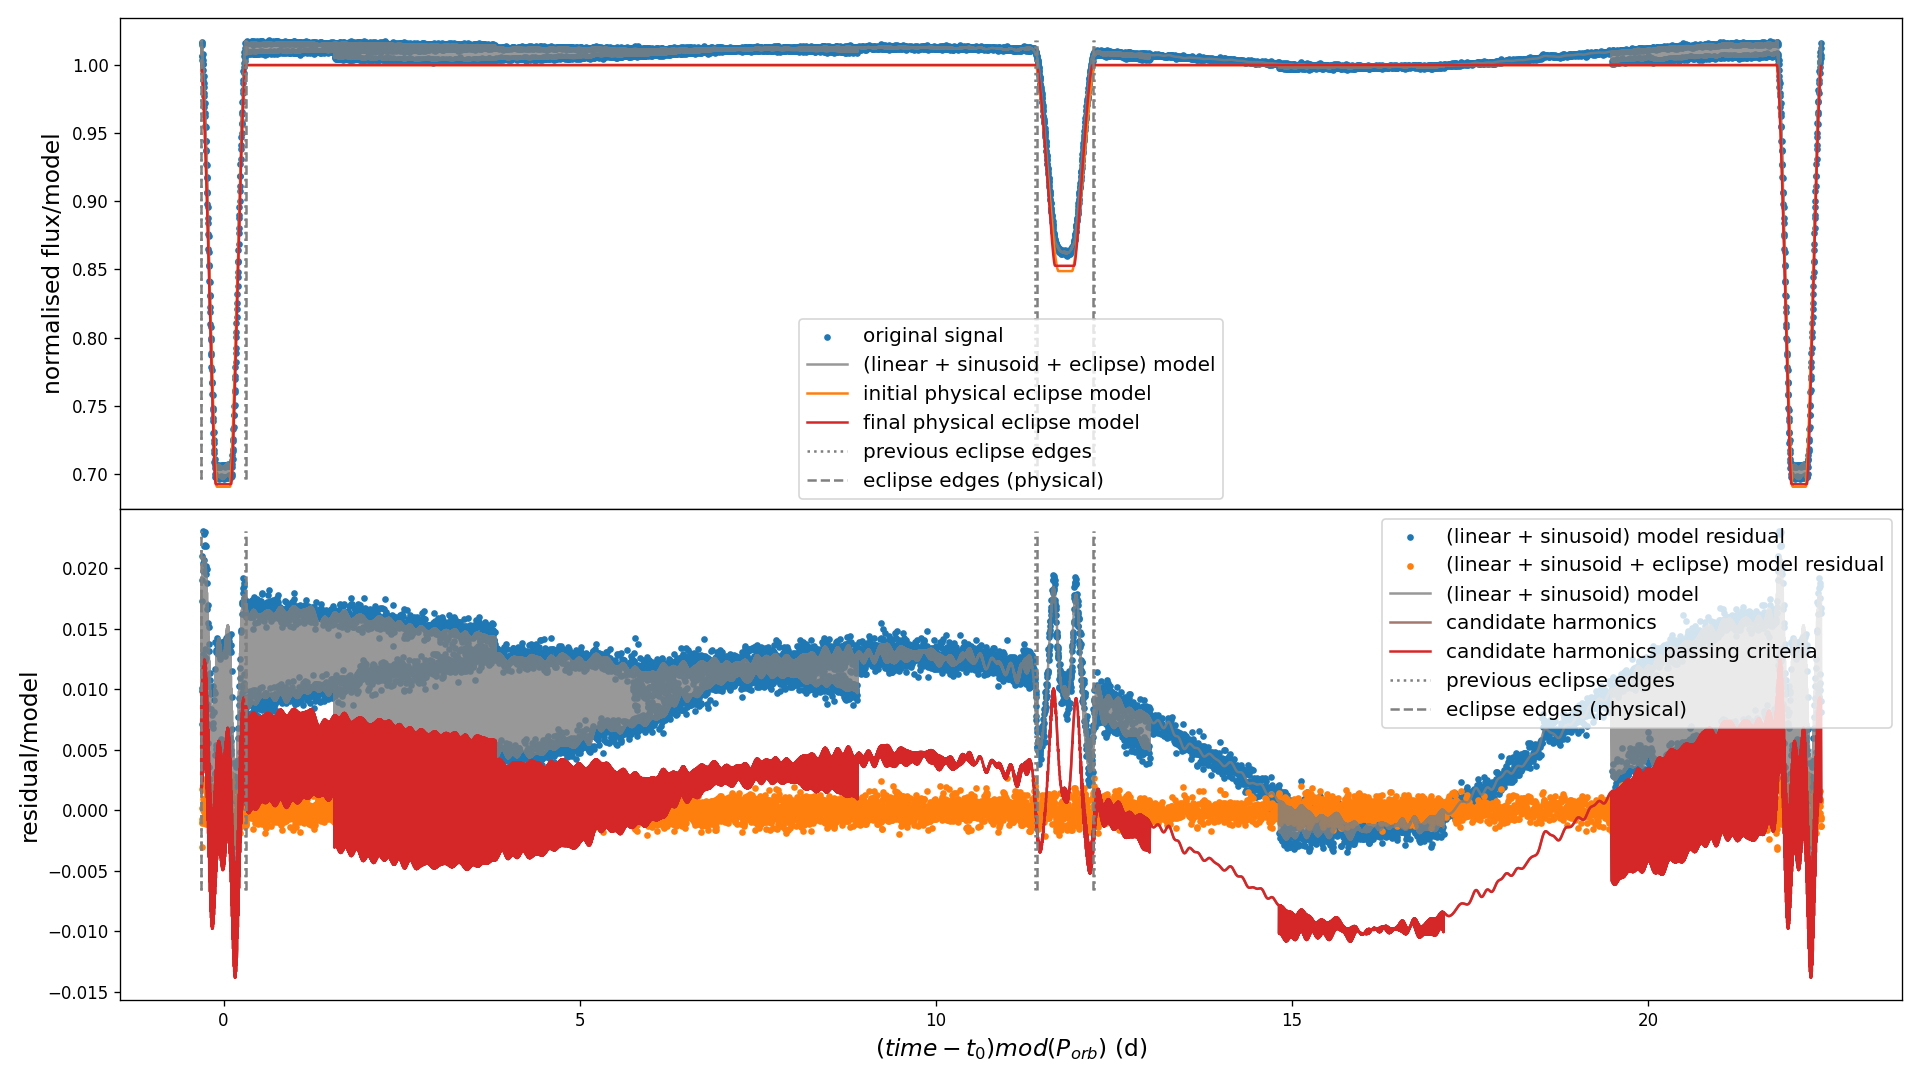 1.00
0.95
0.90
0.85
0.80
0.75
0.70
normalised flux/model
original signal
(linear + sinusoid + eclipse) model
initial physical eclipse model
final physical eclipse model
previous eclipse edges
eclipse edges (physical)
0.020
0.015
0.010
0.005
0.000
−0.005
−0.010
−0.015
residual/model
(linear + sinusoid) model residual
(linear + sinusoid + eclipse) model residual
(linear + sinusoid) model
candidate harmonics
candidate harmonics passing criteria
previous eclipse edges
eclipse edges (physical)
0 5 10 15 20
(time − t₀)mod(P_orb) (d)